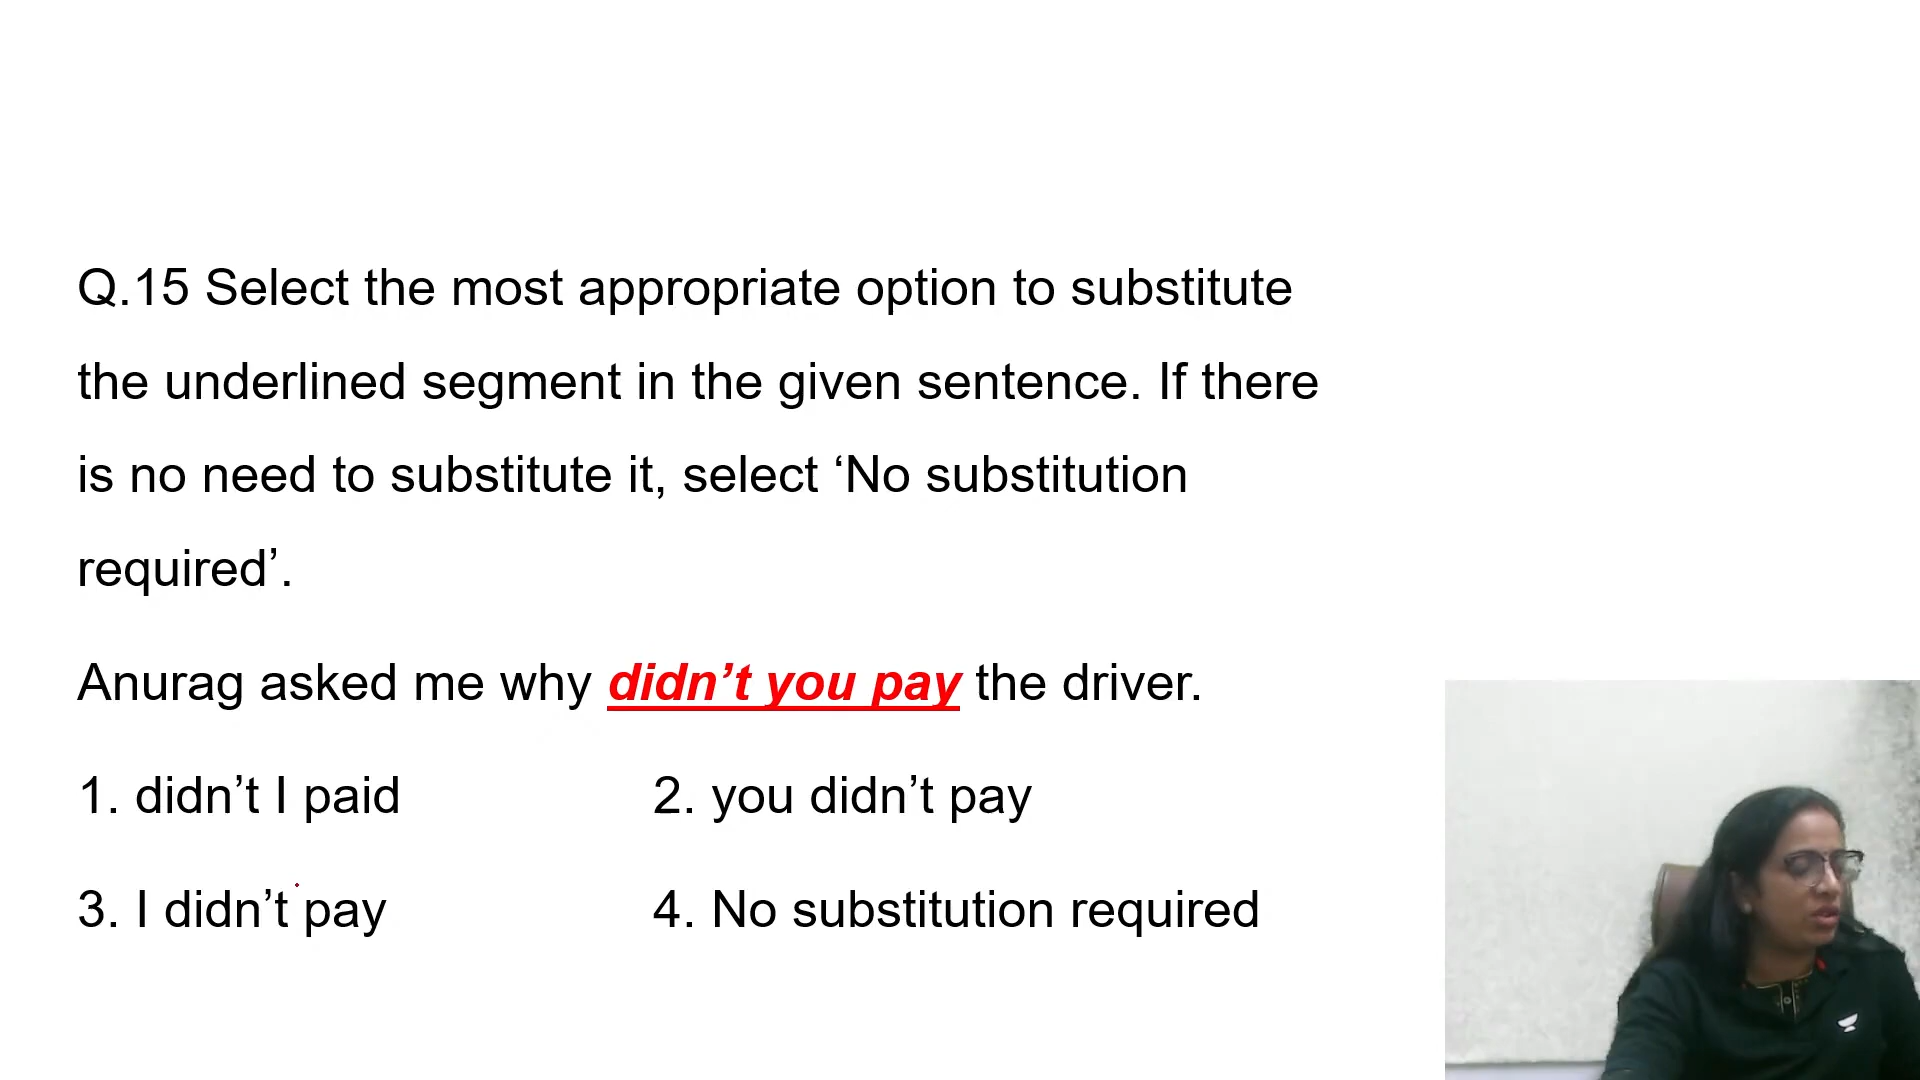 Q.15 Select the most appropriate option to substitute
the underlined segment in the given sentence. If there
is no need to substitute it, select ‘No substitution
required’.
Anurag asked me why didn’t you pay the driver.
1. didn’t I paid 2. you didn’t pay
3. I didn’t pay 4. No substitution required